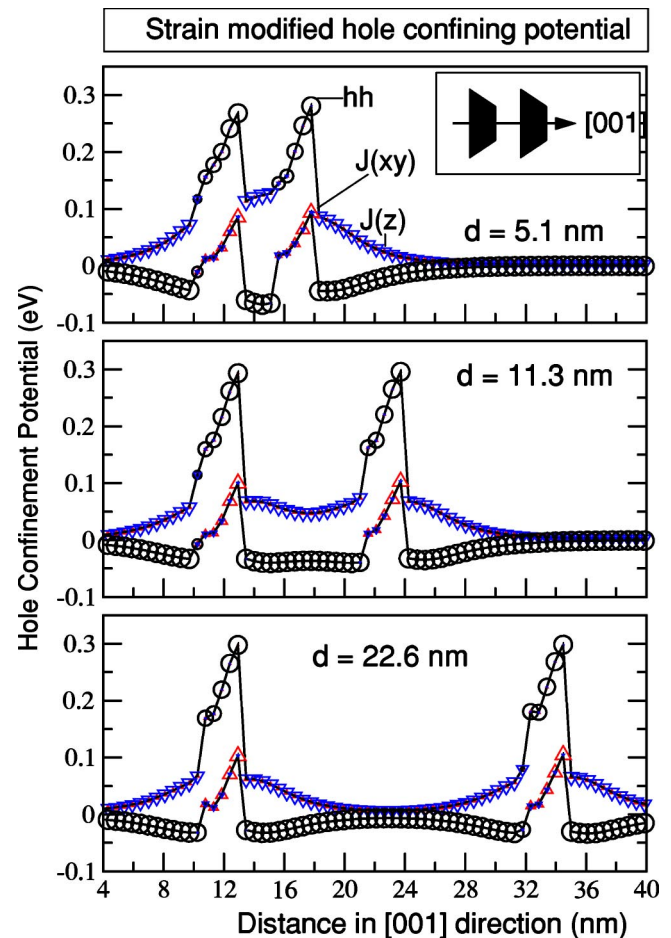 Strain modified hole confining potential
0.3
0.2
0.1
0
-0.1
hh
J(xy)
J(z)
[001]
d = 5.1 nm
0.3
0.2
0.1
0
-0.1
d = 11.3 nm
0.3
0.2
0.1
0
-0.1
d = 22.6 nm
4 8 12 16 20 24 28 32 36 40
Hole Confinement Potential (eV)
Distance in [001] direction (nm)